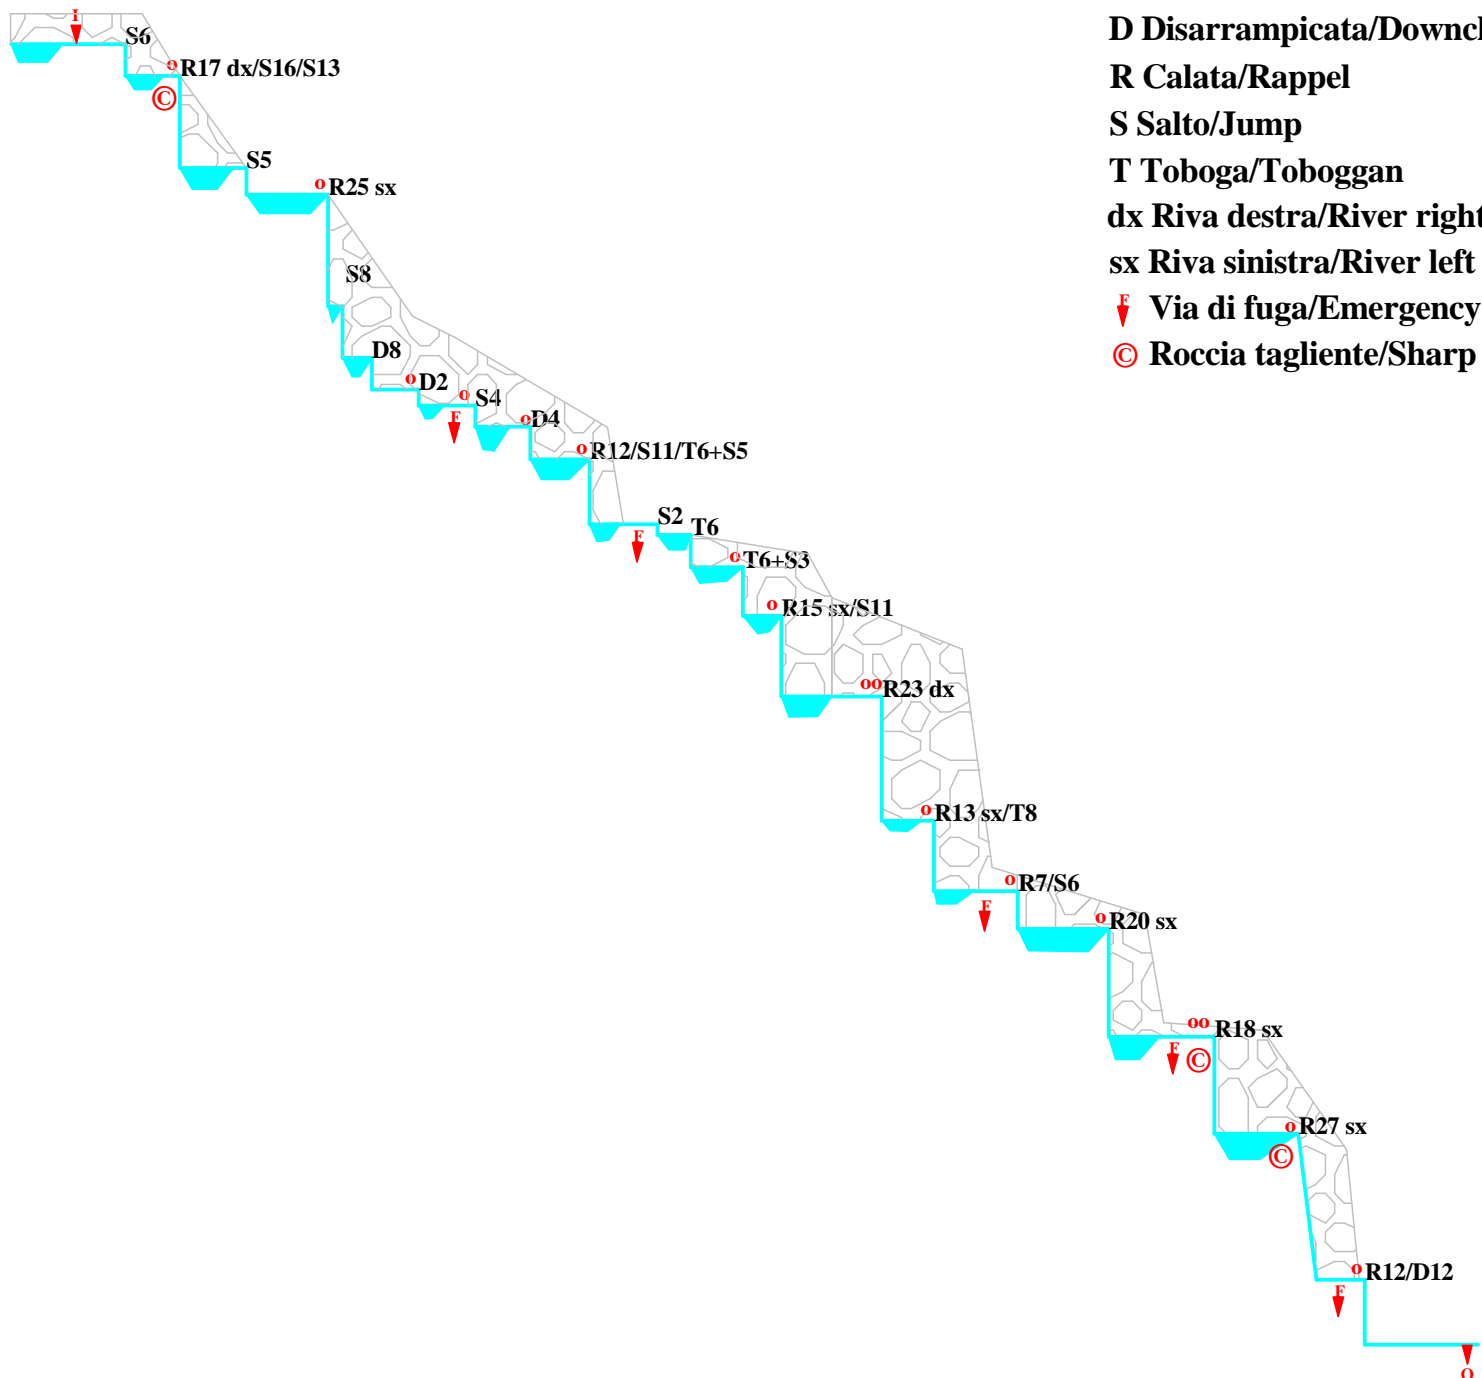 I
S6
D Disarrampicata/Downcl
o R17 dx/S16/S13
R Calata/Rappel
©
S Salto/Jump
S5
T Toboga/Toboggan
o R25 sx
dx Riva destra/River right
sx Riva sinistra/River left
S8
F Via di fuga/Emergency
D8
© Roccia tagliente/Sharp
o D2
o S4
F
o D4
o R12/S11/T6+S5
S2
F
T6
o T6+S3
o R15 sx/S11
oo R23 dx
o R13 sx/T8
o R7/S6
F
o R20 sx
oo R18 sx
F ©
o R27 sx
©
o R12/D12
F
O